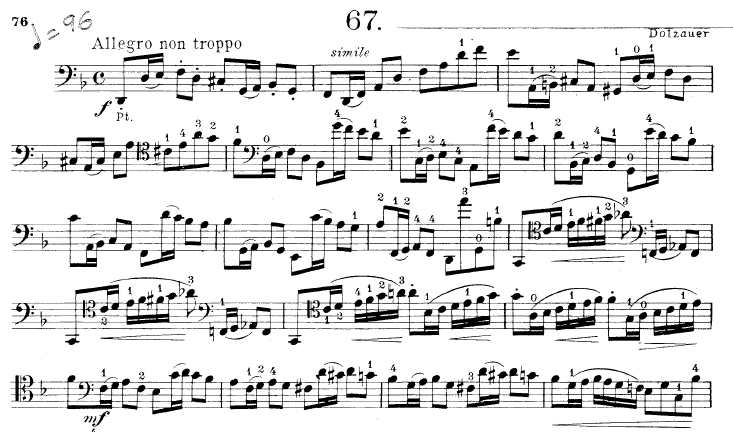 76 67.
♩=96
Dotzauer
Allegro non troppo
simile
f
Pt.
mf